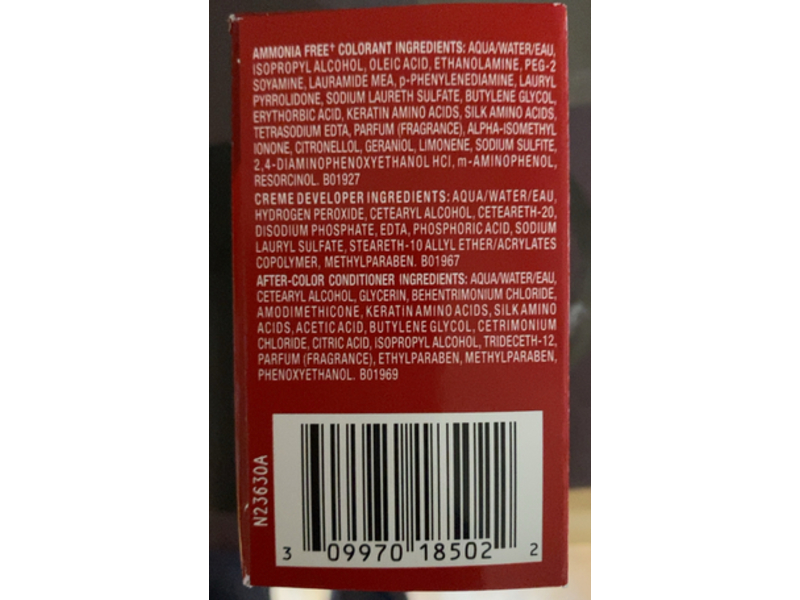 AMMONIA FREE† COLORANT INGREDIENTS: AQUA/WATER/EAU,
ISOPROPYL ALCOHOL, OLEIC ACID, ETHANOLAMINE, PEG-2
SOYAMINE, LAURAMIDE MEA, p-PHENYLENEDIAMINE, LAURYL
PYRROLIDONE, SODIUM LAURETH SULFATE, BUTYLENE GLYCOL,
ERYTHORBIC ACID, KERATIN AMINO ACIDS, SILK AMINO ACIDS,
TETRASODIUM EDTA, PARFUM (FRAGRANCE), ALPHA-ISOMETHYL
IONONE, CITRONELLOL, GERANIOL, LIMONENE, SODIUM SULFITE,
2,4-DIAMINOPHENOXYETHANOL HCl, m-AMINOPHENOL,
RESORCINOL. B01927
CREME DEVELOPER INGREDIENTS: AQUA/WATER/EAU,
HYDROGEN PEROXIDE, CETEARYL ALCOHOL, CETEARETH-20,
DISODIUM PHOSPHATE, EDTA, PHOSPHORIC ACID, SODIUM
LAURYL SULFATE, STEARETH-10 ALLYL ETHER/ACRYLATES
COPOLYMER, METHYLPARABEN. B01967
AFTER-COLOR CONDITIONER INGREDIENTS: AQUA/WATER/EAU,
CETEARYL ALCOHOL, GLYCERIN, BEHENTRIMONIUM CHLORIDE,
AMODIMETHICONE, KERATIN AMINO ACIDS, SILK AMINO
ACIDS, ACETIC ACID, BUTYLENE GLYCOL, CETRIMONIUM
CHLORIDE, CITRIC ACID, ISOPROPYL ALCOHOL, TRIDECETH-12,
PARFUM (FRAGRANCE), ETHYLPARABEN, METHYLPARABEN,
PHENOXYETHANOL. B01969
N23630A
3 09970 18502 2